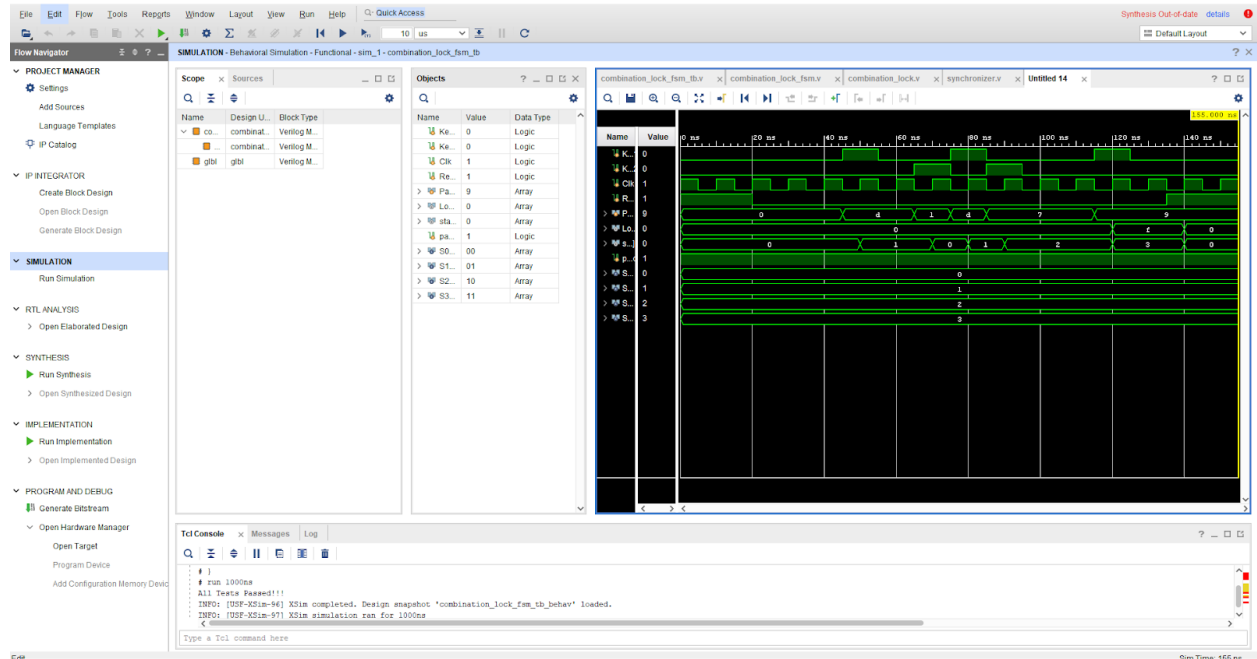 File Edit Flow Tools Reports Window Layout View Run Help Q- Quick Access
Synthesis Out-of-date details
10 us
Default Layout
Flow Navigator
SIMULATION - Behavioral Simulation - Functional - sim_1 - combination_lock_fsm_tb
PROJECT MANAGER
Settings
Add Sources
Language Templates
IP Catalog
IP INTEGRATOR
Create Block Design
Open Block Design
Generate Block Design
SIMULATION
Run Simulation
RTL ANALYSIS
Open Elaborated Design
SYNTHESIS
Run Synthesis
Open Synthesized Design
IMPLEMENTATION
Run Implementation
Open Implemented Design
PROGRAM AND DEBUG
Generate Bitstream
Open Hardware Manager
Open Target
Program Device
Add Configuration Memory Devic
Scope Sources
Name Design U... Block Type
co... combinat... Verilog M...
... combinat... Verilog M...
glbl glbl Verilog M...
Objects
Name Value Data Type
Ke... 0 Logic
Ke... 0 Logic
Clk 1 Logic
Re... 1 Logic
Pa... 9 Array
Lo... 0 Array
sta... 0 Array
pa... 1 Logic
S0... 00 Array
S1... 01 Array
S2... 10 Array
S3... 11 Array
combination_lock_fsm_tb.v combination_lock_fsm.v combination_lock.v synchronizer.v Untitled 14
155.000 ns
Name Value 0 ns 20 ns 40 ns 60 ns 80 ns 100 ns 120 ns 140 ns
K... 0
K... 0
Clk 1
R... 1
P... 9 0 d 1 d 7 9
Lo... 0 0 f 0
s...] 0 0 1 0 1 2 3 0
p... 1
S... 0 0
S... 1 1
S... 2 2
S... 3 3
Tcl Console Messages Log
# }
# run 1000ns
All Tests Passed!!!
INFO: [USF-XSim-96] XSim completed. Design snapshot 'combination_lock_fsm_tb_behav' loaded.
INFO: [USF-XSim-97] XSim simulation ran for 1000ns
Type a Tcl command here
Edit
Sim Time: 155 ns